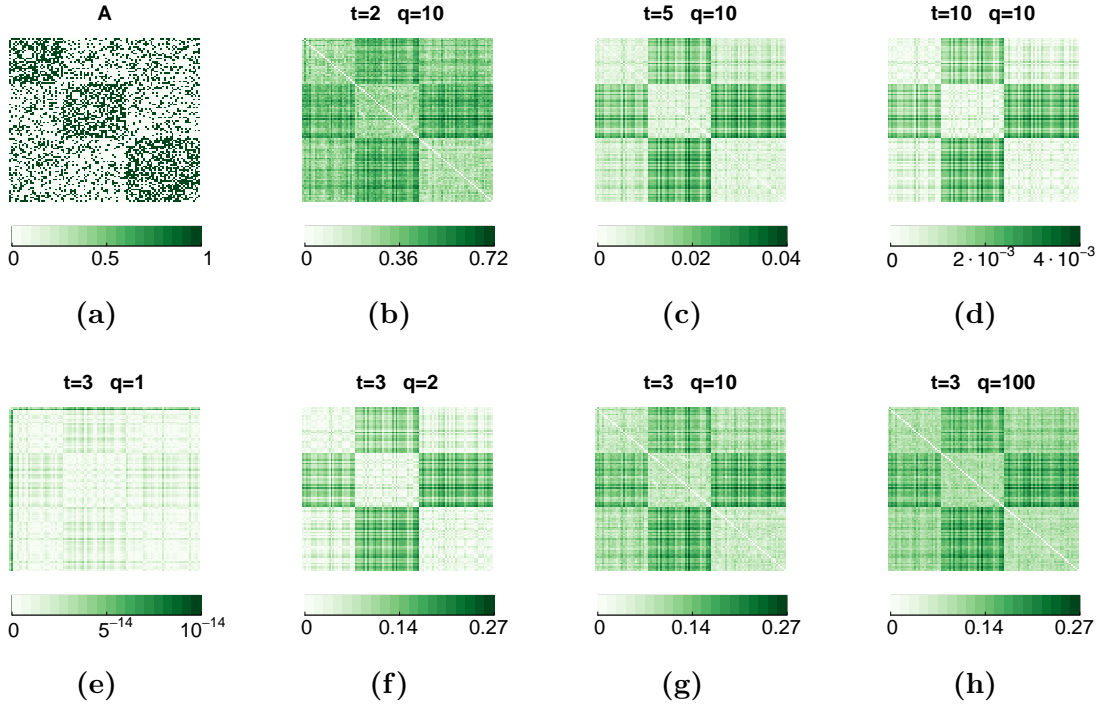 A
t=2 q=10
t=5 q=10
t=10 q=10
0 0.5 1
0 0.36 0.72
0 0.02 0.04
0 2 · 10⁻³ 4 · 10⁻³
(a)
(b)
(c)
(d)
t=3 q=1
t=3 q=2
t=3 q=10
t=3 q=100
0 5⁻¹⁴ 10⁻¹⁴
0 0.14 0.27
0 0.14 0.27
0 0.14 0.27
(e)
(f)
(g)
(h)